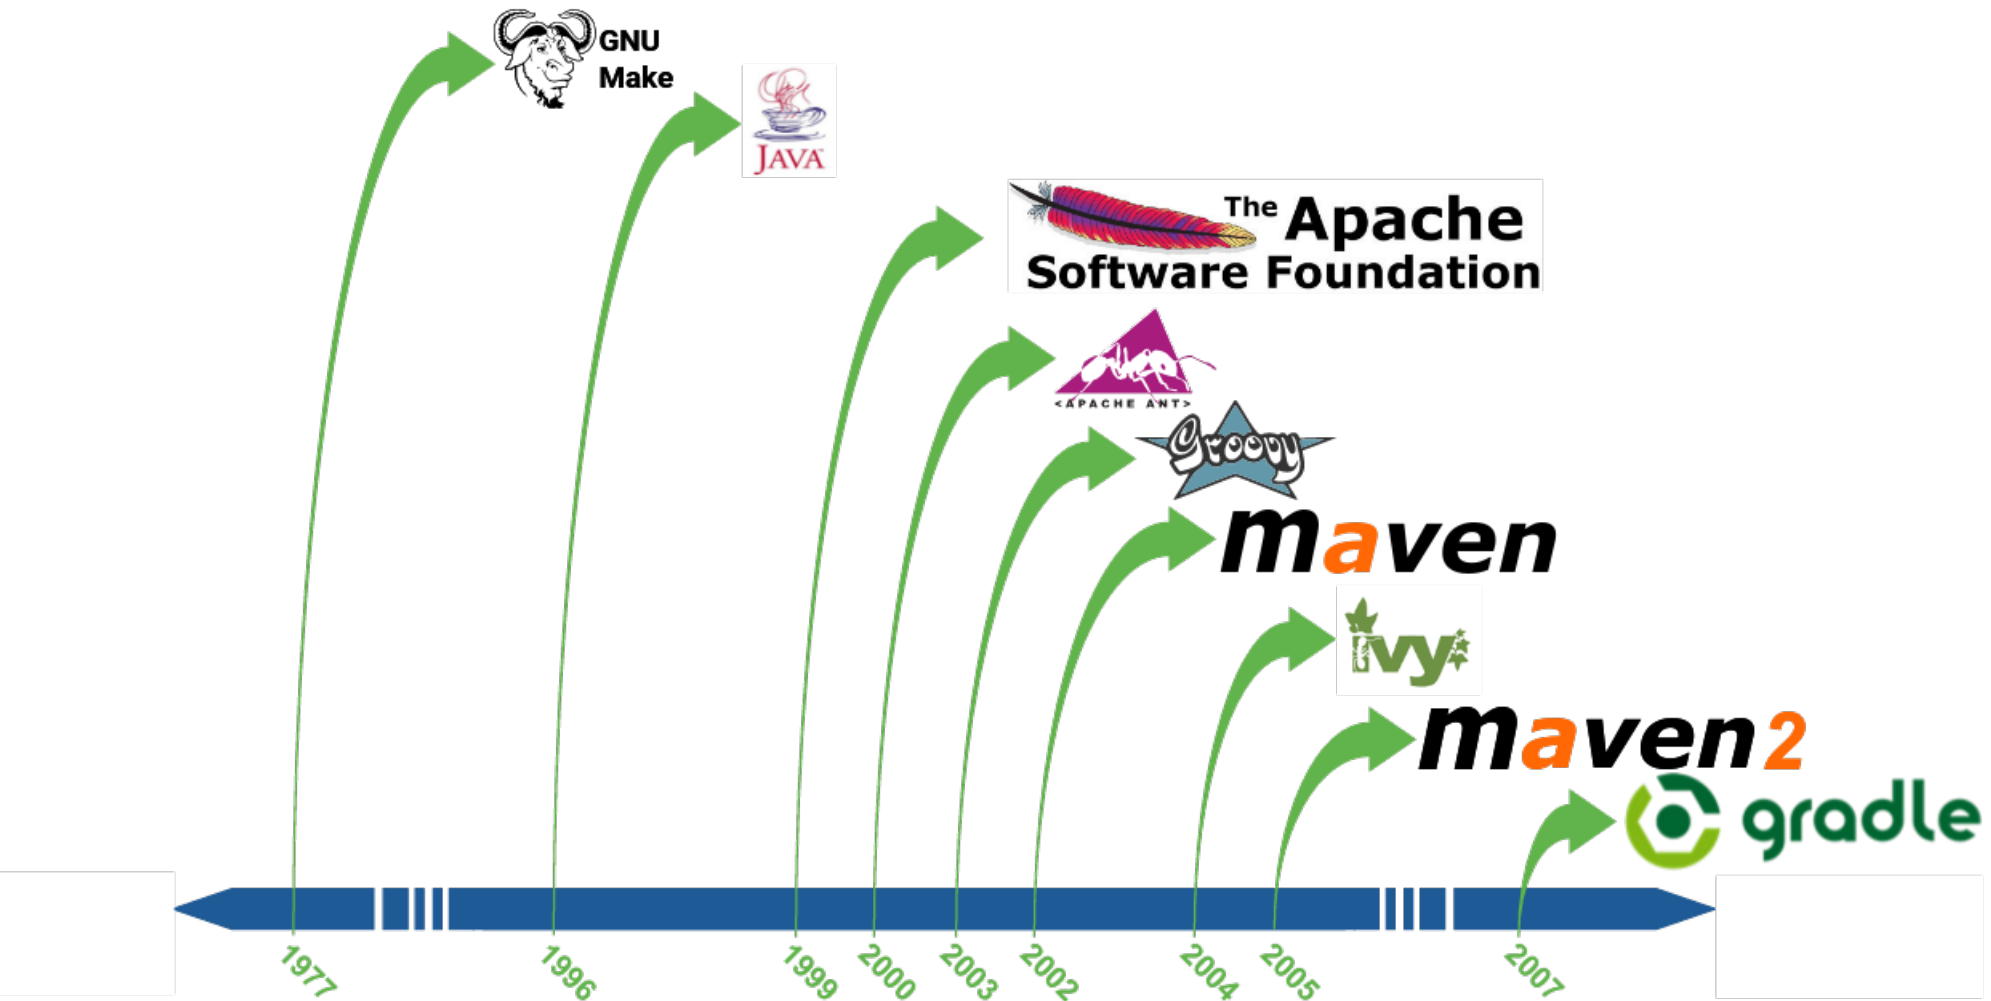 GNU
Make
JAVA™
The Apache
Software Foundation
<APACHE ANT>
Groovy
maven
ivy
maven2
gradle
1977
1996
1999
2000
2003
2002
2004
2005
2007